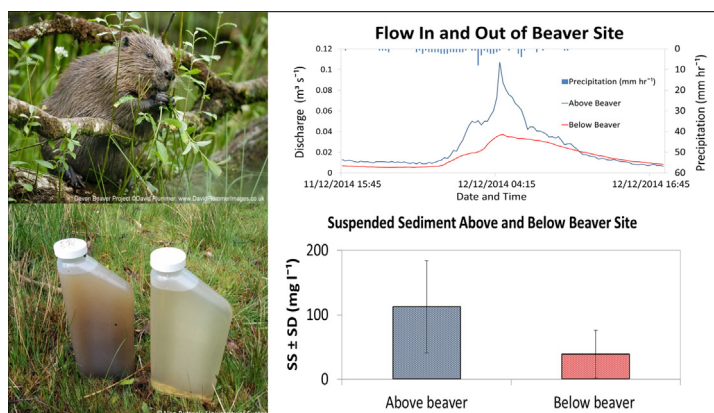 Devon Beaver Project ©David Plummer, www.DavidPlummerImages.co.uk
Flow In and Out of Beaver Site
Discharge (m³ s⁻¹)
0.12
0.1
0.08
0.06
0.04
0.02
0
Precipitation (mm hr⁻¹)
Above Beaver
Below Beaver
0
10
20
30
40
50
60
Precipitation (mm hr⁻¹)
11/12/2014 15:45
12/12/2014 04:15
12/12/2014 16:45
Date and Time
Suspended Sediment Above and Below Beaver Site
SS ± SD (mg l⁻¹)
200
100
0
Above beaver
Below beaver